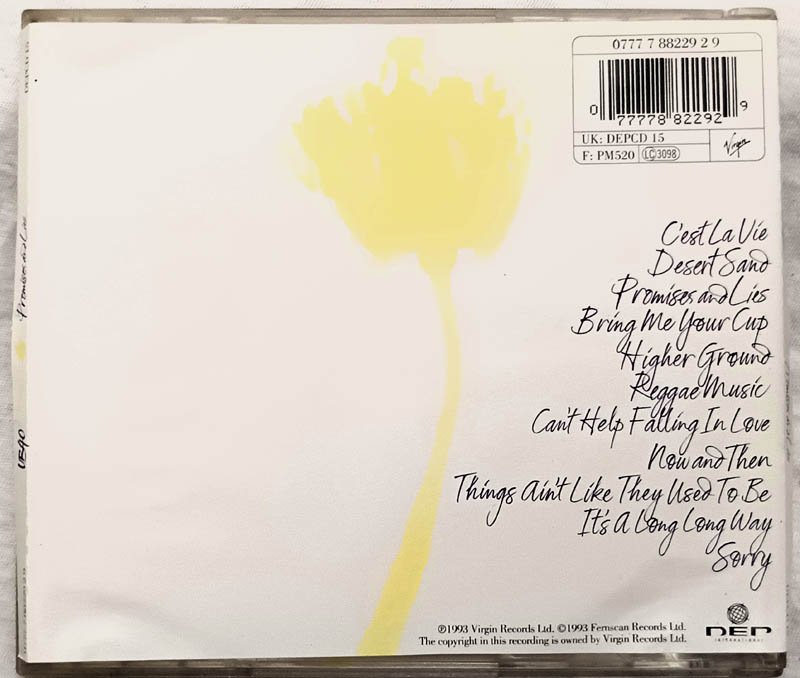 0777 7 88229 2 9
0 77778 82292 9
UK: DEPCD 15
F: PM520 LC 3098
Virgin
C'est La Vie
Desert Sand
Promises and Lies
Bring Me Your Cup
Higher Ground
Reggae Music
Can't Help Falling In Love
Now and Then
Things Ain't Like They Used To Be
It's A Long Long Way
Sorry
℗1993 Virgin Records Ltd. ©1993 Fernscan Records Ltd.
The copyright in this recording is owned by Virgin Records Ltd.
DEP
INTERNATIONAL
DEPCD 15
Promises and Lies
UB40